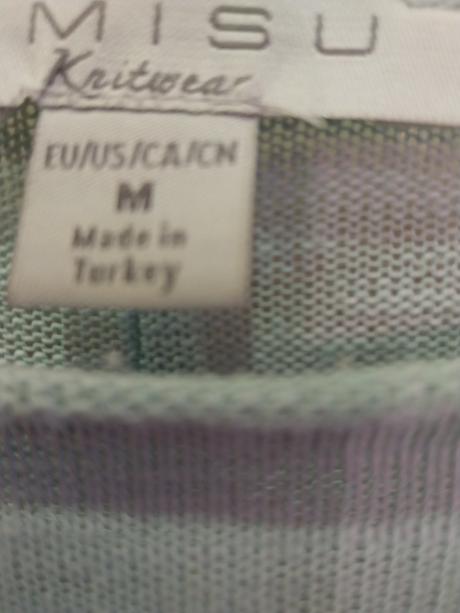 MISU
Knitwear
EU/US/CA/CN
M
Made in
Turkey